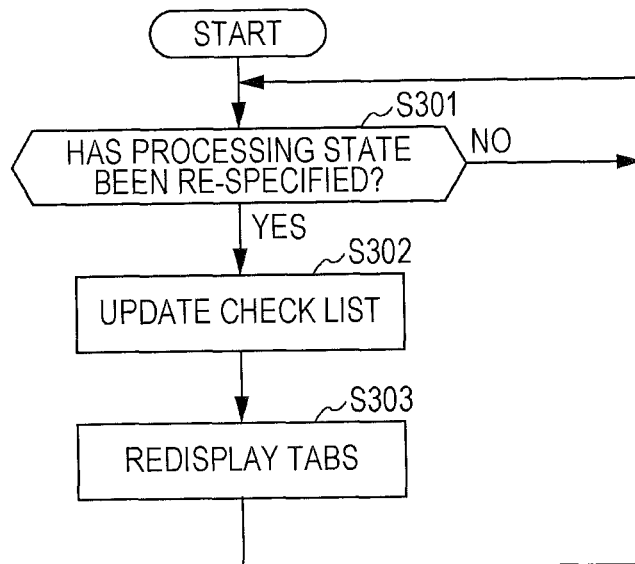 START
S301
HAS PROCESSING STATE
BEEN RE-SPECIFIED?
NO
YES
S302
UPDATE CHECK LIST
S303
REDISPLAY TABS